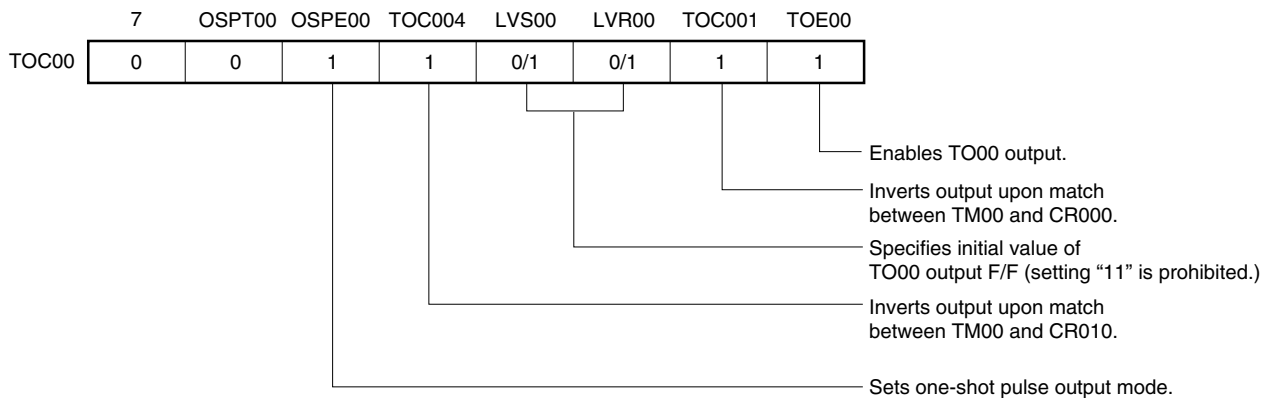 7 OSPT00 OSPE00 TOC004 LVS00 LVR00 TOC001 TOE00
TOC00 0 0 1 1 0/1 0/1 1 1
Enables TO00 output.
Inverts output upon match
between TM00 and CR000.
Specifies initial value of
TO00 output F/F (setting “11” is prohibited.)
Inverts output upon match
between TM00 and CR010.
Sets one-shot pulse output mode.